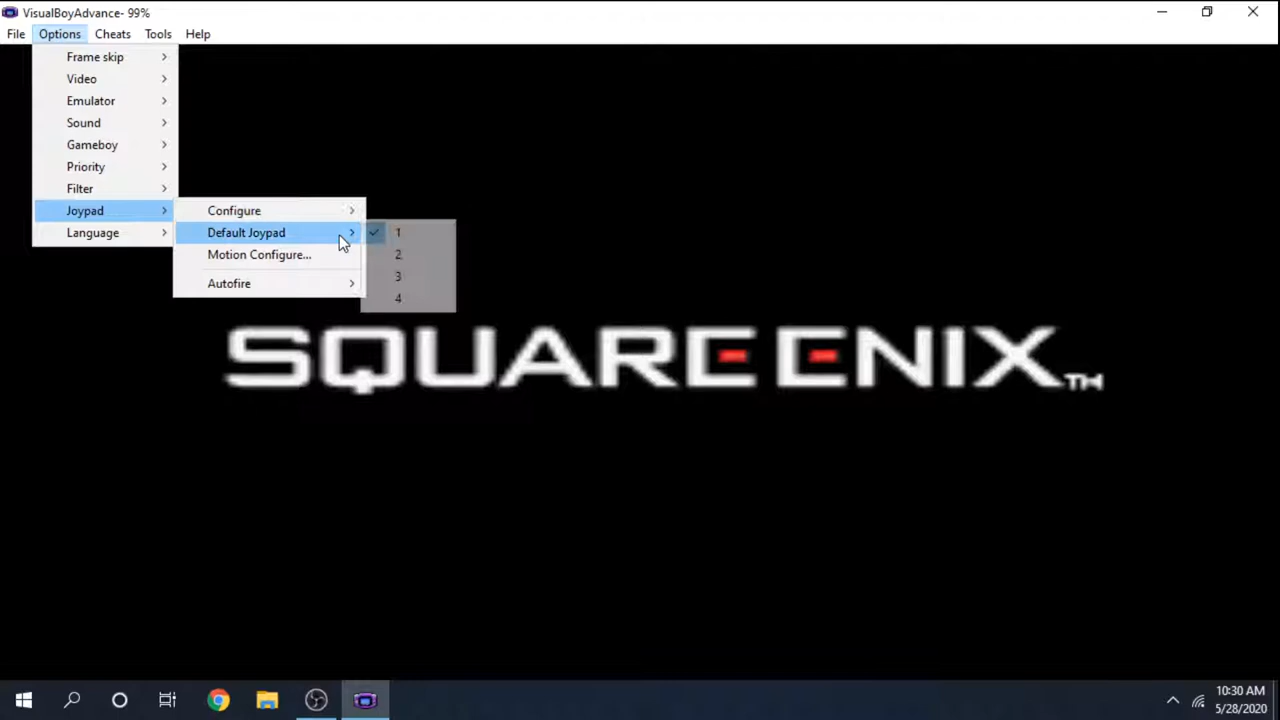 VisualBoyAdvance- 99%
File Options Cheats Tools Help
Frame skip
Video
Emulator
Sound
Gameboy
Priority
Filter
Joypad
Language
Configure
Default Joypad
Motion Configure...
Autofire
1
2
3
4
SQUARE ENIX TM
10:30 AM
5/28/2020